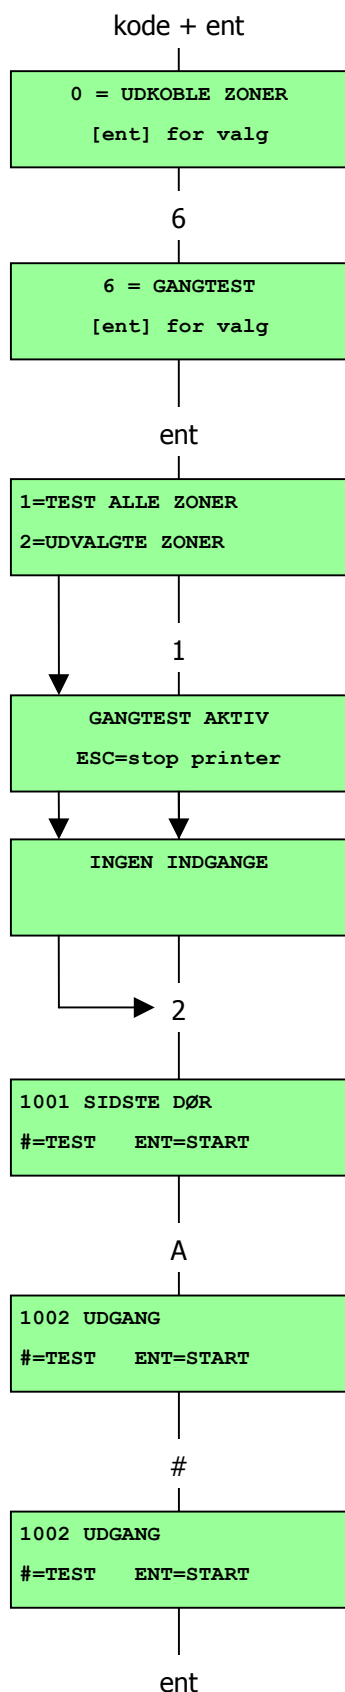 kode + ent
0 = UDKOBLE ZONER
[ent] for valg
6
6 = GANGTEST
[ent] for valg
ent
1=TEST ALLE ZONER
2=UDVALGTE ZONER
1
GANGTEST AKTIV
ESC=stop printer
INGEN INDGANGE
2
1001 SIDSTE DØR
#=TEST   ENT=START
A
1002 UDGANG
#=TEST   ENT=START
#
1002 UDGANG
#=TEST   ENT=START
ent